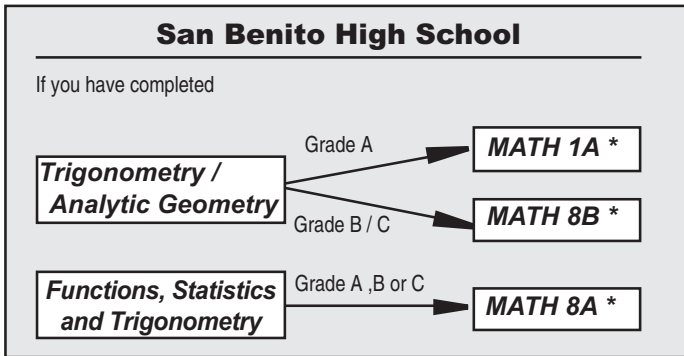 San Benito High School
If you have completed
Grade A
MATH 1A *
Trigonometry /
Analytic Geometry
MATH 8B *
Grade B / C
Functions, Statistics
and Trigonometry
Grade A ,B or C
MATH 8A *